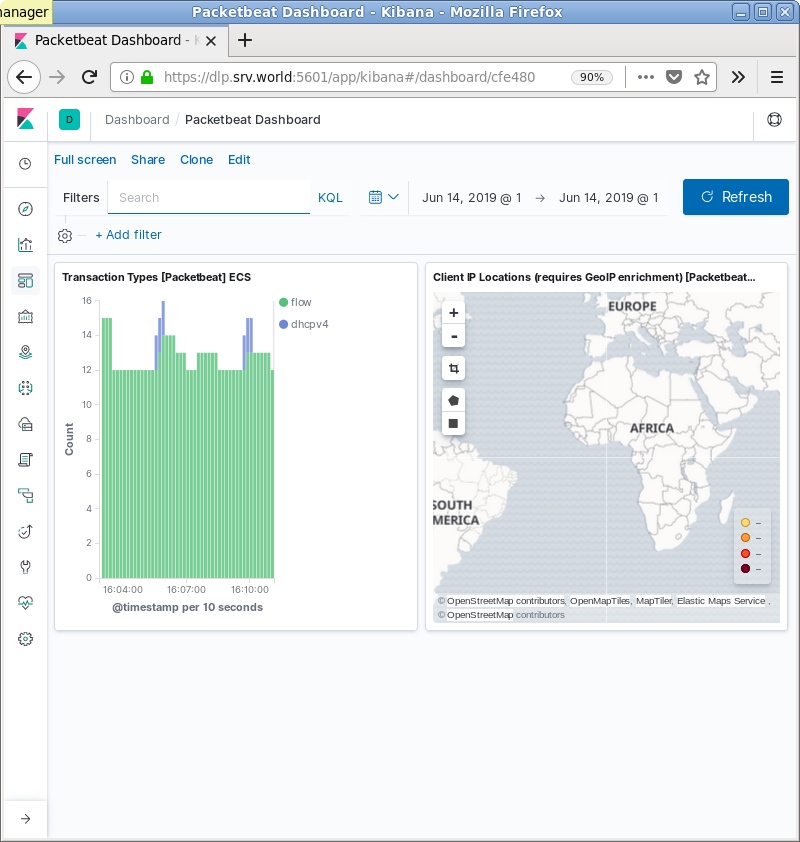 anager
Packetbeat Dashboard - Kibana - Mozilla Firefox
Packetbeat Dashboard -
https://dlp.srv.world:5601/app/kibana#/dashboard/cfe480
90%
D
Dashboard / Packetbeat Dashboard
Full screen Share Clone Edit
Filters Search KQL Jun 14, 2019 @ 1 → Jun 14, 2019 @ 1 Refresh
+ Add filter
Transaction Types [Packetbeat] ECS
16
14
12
10
8
6
4
2
0
Count
16:04:00 16:07:00 16:10:00
@timestamp per 10 seconds
flow
dhcpv4
Client IP Locations (requires GeoIP enrichment) [Packetbeat...
+
-
EUROPE
AFRICA
SOUTH
MERICA
–
–
–
–
© OpenStreetMap contributors, OpenMapTiles, MapTiler, Elastic Maps Service ,
© OpenStreetMap contributors